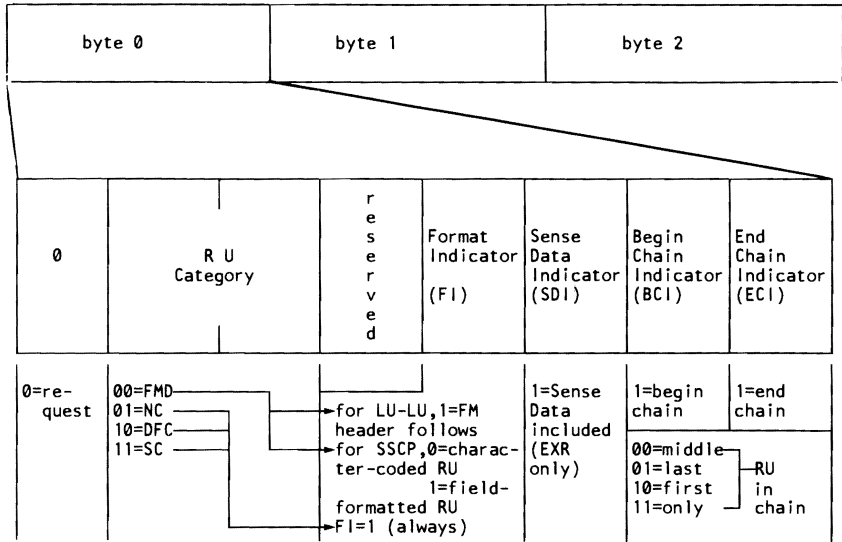 byte 0
byte 1
byte 2
0
R U
Category
reserved
Format
Indicator
(FI)
Sense
Data
Indicator
(SDI)
Begin
Chain
Indicator
(BCI)
End
Chain
Indicator
(ECI)
0=re-
quest
00=FMD
01=NC
10=DFC
11=SC
for LU-LU,1=FM
header follows
for SSCP,0=charac-
ter-coded RU
1=field-
formatted RU
FI=1 (always)
1=Sense
Data
included
(EXR
only)
1=begin
chain
1=end
chain
00=middle
01=last
10=first
11=only
RU
in
chain